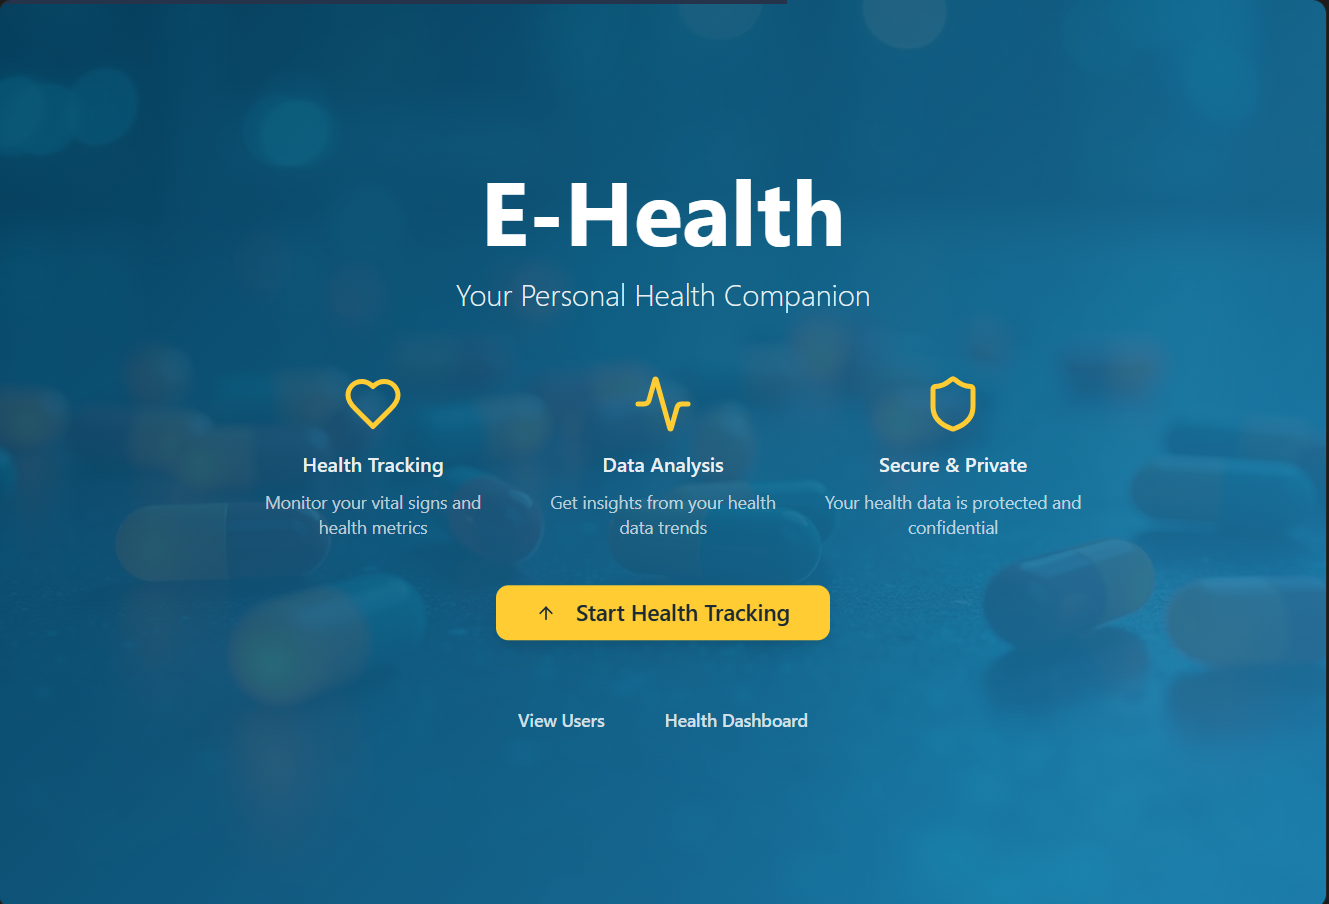 E-Health
Your Personal Health Companion
Health Tracking
Data Analysis
Secure & Private
Monitor your vital signs and
health metrics
Get insights from your health
data trends
Your health data is protected and
confidential
Start Health Tracking
View Users
Health Dashboard